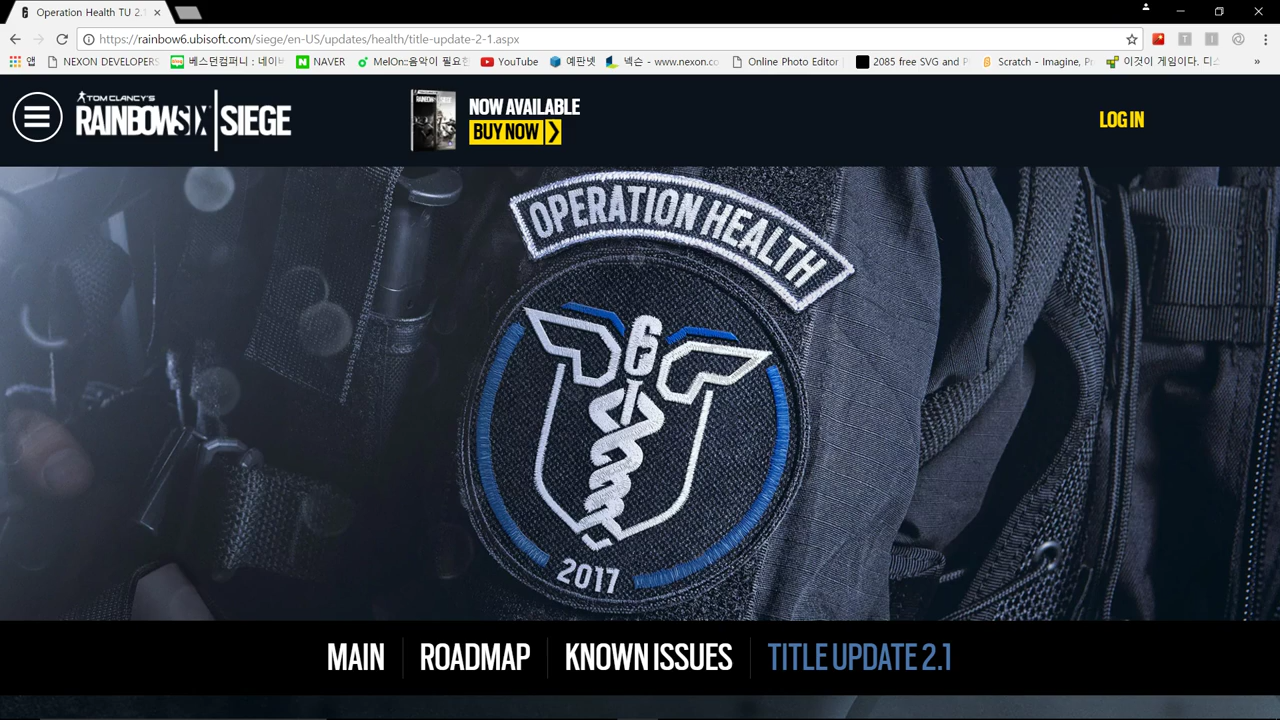 Operation Health TU 2.1
https://rainbow6.ubisoft.com/siege/en-US/updates/health/title-update-2-1.aspx
앱 NEXON DEVELOPERS 베스던컴퍼니 : 네이버 NAVER MelOn::음악이 필요한 YouTube 예판넷 넥슨 - www.nexon.co Online Photo Editor 2085 free SVG and P Scratch - Imagine, P 이것이 게임이다. 디스 »
TOM CLANCY'S
RAINBOWSIX | SIEGE
NOW AVAILABLE
BUY NOW
LOG IN
OPERATION HEALTH
6
2017
MAIN ROADMAP KNOWN ISSUES TITLE UPDATE 2.1